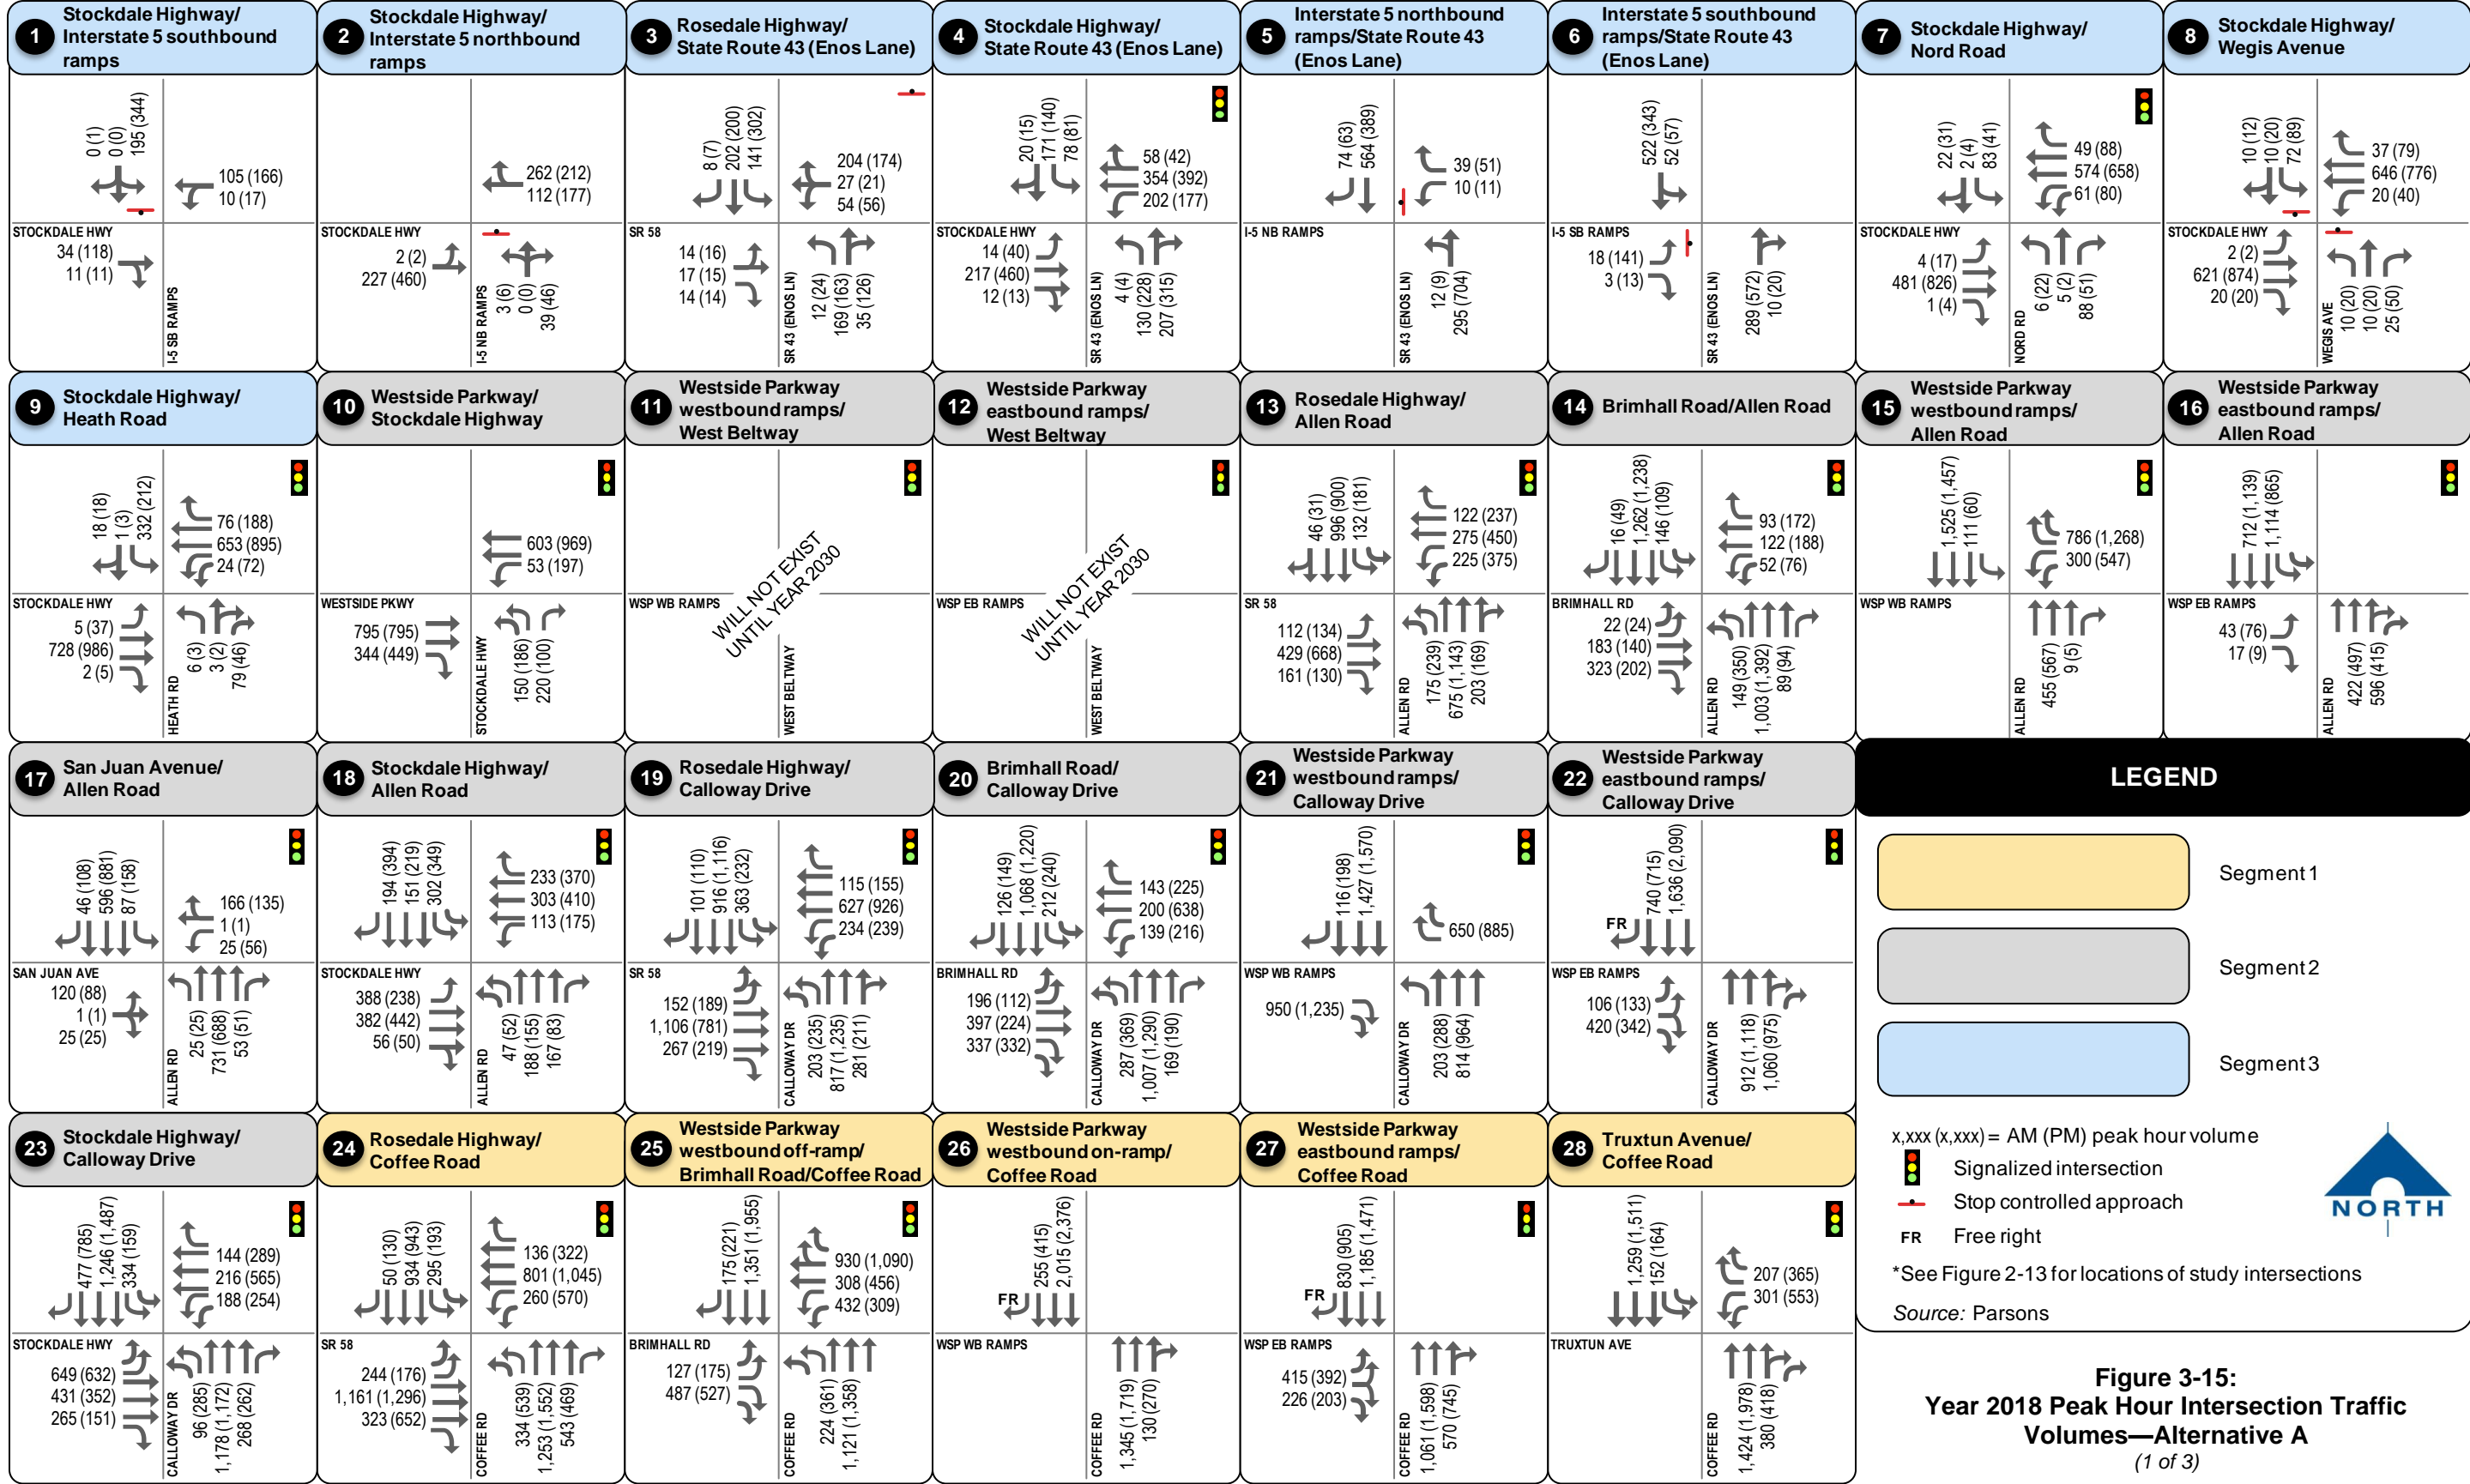 1
Stockdale Highway/
Interstate 5 southbound
ramps
0 (1)
0 (0)
195 (344)
105 (166)
10 (17)
STOCKDALE HWY
34 (118)
11 (11)
I-5 SB RAMPS
2
Stockdale Highway/
Interstate 5 northbound
ramps
262 (212)
112 (177)
STOCKDALE HWY
2 (2)
227 (460)
I-5 NB RAMPS
3 (6)
0 (0)
39 (46)
3
Rosedale Highway/
State Route 43 (Enos Lane)
8 (7)
202 (200)
141 (302)
204 (174)
27 (21)
54 (56)
SR 58
14 (16)
17 (15)
14 (14)
SR 43 (ENOS LN)
12 (24)
169 (163)
35 (126)
4
Stockdale Highway/
State Route 43 (Enos Lane)
20 (15)
171 (140)
78 (81)
58 (42)
354 (392)
202 (177)
STOCKDALE HWY
14 (40)
217 (460)
12 (13)
SR 43 (ENOS LN)
4 (4)
130 (228)
207 (315)
5
Interstate 5 northbound
ramps/State Route 43
(Enos Lane)
74 (63)
564 (389)
39 (51)
10 (11)
I-5 NB RAMPS
SR 43 (ENOS LN)
12 (9)
295 (704)
6
Interstate 5 southbound
ramps/State Route 43
(Enos Lane)
522 (343)
52 (57)
I-5 SB RAMPS
18 (141)
3 (13)
SR 43 (ENOS LN)
289 (572)
10 (20)
7
Stockdale Highway/
Nord Road
22 (31)
2 (4)
83 (41)
49 (88)
574 (658)
61 (80)
STOCKDALE HWY
4 (17)
481 (826)
1 (4)
NORD RD
6 (22)
5 (2)
88 (51)
8
Stockdale Highway/
Wegis Avenue
10 (12)
10 (20)
72 (89)
37 (79)
646 (776)
20 (40)
STOCKDALE HWY
2 (2)
621 (874)
20 (20)
WEGIS AVE
10 (20)
10 (20)
25 (50)
9
Stockdale Highway/
Heath Road
18 (18)
1 (3)
332 (212)
76 (188)
653 (895)
24 (72)
STOCKDALE HWY
5 (37)
728 (986)
2 (5)
HEATH RD
6 (3)
3 (2)
79 (46)
10
Westside Parkway/
Stockdale Highway
603 (969)
53 (197)
WESTSIDE PKWY
795 (795)
344 (449)
STOCKDALE HWY
150 (186)
220 (100)
11
Westside Parkway
westbound ramps/
West Beltway
WILL NOT EXIST
UNTIL YEAR 2030
WSP WB RAMPS
WEST BELTWAY
12
Westside Parkway
eastbound ramps/
West Beltway
WILL NOT EXIST
UNTIL YEAR 2030
WSP EB RAMPS
WEST BELTWAY
13
Rosedale Highway/
Allen Road
46 (31)
996 (900)
132 (181)
122 (237)
275 (450)
225 (375)
SR 58
112 (134)
429 (668)
161 (130)
ALLEN RD
175 (239)
675 (1,143)
203 (169)
14
Brimhall Road/Allen Road
16 (49)
1,262 (1,238)
146 (109)
93 (172)
122 (188)
52 (76)
BRIMHALL RD
22 (24)
183 (140)
323 (202)
ALLEN RD
149 (350)
1,003 (1,392)
89 (94)
15
Westside Parkway
westbound ramps/
Allen Road
1,525 (1,457)
111 (60)
786 (1,268)
300 (547)
WSP WB RAMPS
ALLEN RD
455 (567)
9 (5)
16
Westside Parkway
eastbound ramps/
Allen Road
712 (1,139)
1,114 (865)
WSP EB RAMPS
43 (76)
17 (9)
ALLEN RD
422 (497)
596 (415)
17
San Juan Avenue/
Allen Road
46 (108)
596 (881)
87 (158)
166 (135)
1 (1)
25 (56)
SAN JUAN AVE
120 (88)
1 (1)
25 (25)
ALLEN RD
25 (25)
731 (688)
53 (51)
18
Stockdale Highway/
Allen Road
194 (394)
151 (219)
302 (349)
233 (370)
303 (410)
113 (175)
STOCKDALE HWY
388 (238)
382 (442)
56 (50)
ALLEN RD
47 (52)
188 (155)
167 (83)
19
Rosedale Highway/
Calloway Drive
101 (110)
916 (1,116)
363 (232)
115 (155)
627 (926)
234 (239)
SR 58
152 (189)
1,106 (781)
267 (219)
CALLOWAY DR
203 (235)
817 (1,235)
281 (211)
20
Brimhall Road/
Calloway Drive
126 (149)
1,068 (1,220)
212 (240)
143 (225)
200 (638)
139 (216)
BRIMHALL RD
196 (112)
397 (224)
337 (332)
CALLOWAY DR
287 (369)
1,007 (1,290)
169 (190)
21
Westside Parkway
westbound ramps/
Calloway Drive
116 (198)
1,427 (1,570)
650 (885)
WSP WB RAMPS
950 (1,235)
CALLOWAY DR
203 (288)
814 (964)
22
Westside Parkway
eastbound ramps/
Calloway Drive
FR
740 (715)
1,636 (2,090)
WSP EB RAMPS
106 (133)
420 (342)
CALLOWAY DR
912 (1,118)
1,060 (975)
23
Stockdale Highway/
Calloway Drive
477 (785)
1,246 (1,487)
334 (159)
144 (289)
216 (565)
188 (254)
STOCKDALE HWY
649 (632)
431 (352)
265 (151)
CALLOWAY DR
96 (285)
1,178 (1,172)
268 (262)
24
Rosedale Highway/
Coffee Road
50 (130)
934 (943)
295 (193)
136 (322)
801 (1,045)
260 (570)
SR 58
244 (176)
1,161 (1,296)
323 (652)
COFFEE RD
334 (539)
1,253 (1,552)
543 (469)
25
Westside Parkway
westbound off-ramp/
Brimhall Road/Coffee Road
175 (221)
1,351 (1,955)
930 (1,090)
308 (456)
432 (309)
BRIMHALL RD
127 (175)
487 (527)
COFFEE RD
224 (361)
1,121 (1,358)
26
Westside Parkway
westbound on-ramp/
Coffee Road
FR
255 (415)
2,015 (2,376)
WSP WB RAMPS
COFFEE RD
1,345 (1,719)
130 (270)
27
Westside Parkway
eastbound ramps/
Coffee Road
FR
830 (905)
1,185 (1,471)
WSP EB RAMPS
415 (392)
226 (203)
COFFEE RD
1,061 (1,598)
570 (745)
28
Truxtun Avenue/
Coffee Road
1,259 (1,511)
152 (164)
207 (365)
301 (553)
TRUXTUN AVE
COFFEE RD
1,424 (1,978)
380 (418)
LEGEND
Segment 1
Segment 2
Segment 3
x,xxx (x,xxx) = AM (PM) peak hour volume
Signalized intersection
Stop controlled approach
FR Free right
*See Figure 2-13 for locations of study intersections
Source: Parsons
NORTH
Figure 3-15:
Year 2018 Peak Hour Intersection Traffic
Volumes—Alternative A
(1 of 3)